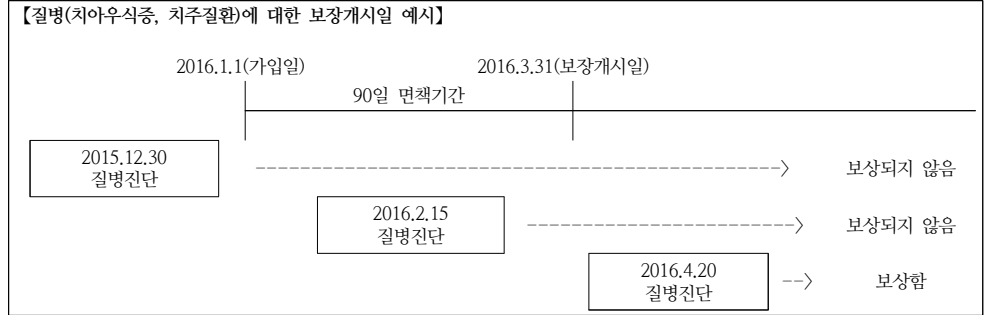 【질병(치아우식증, 치주질환)에 대한 보장개시일 예시】
2016.1.1(가입일)
2016.3.31(보장개시일)
90일 면책기간
2015.12.30
질병진단
보상되지 않음
2016.2.15
질병진단
보상되지 않음
2016.4.20
질병진단
보상함